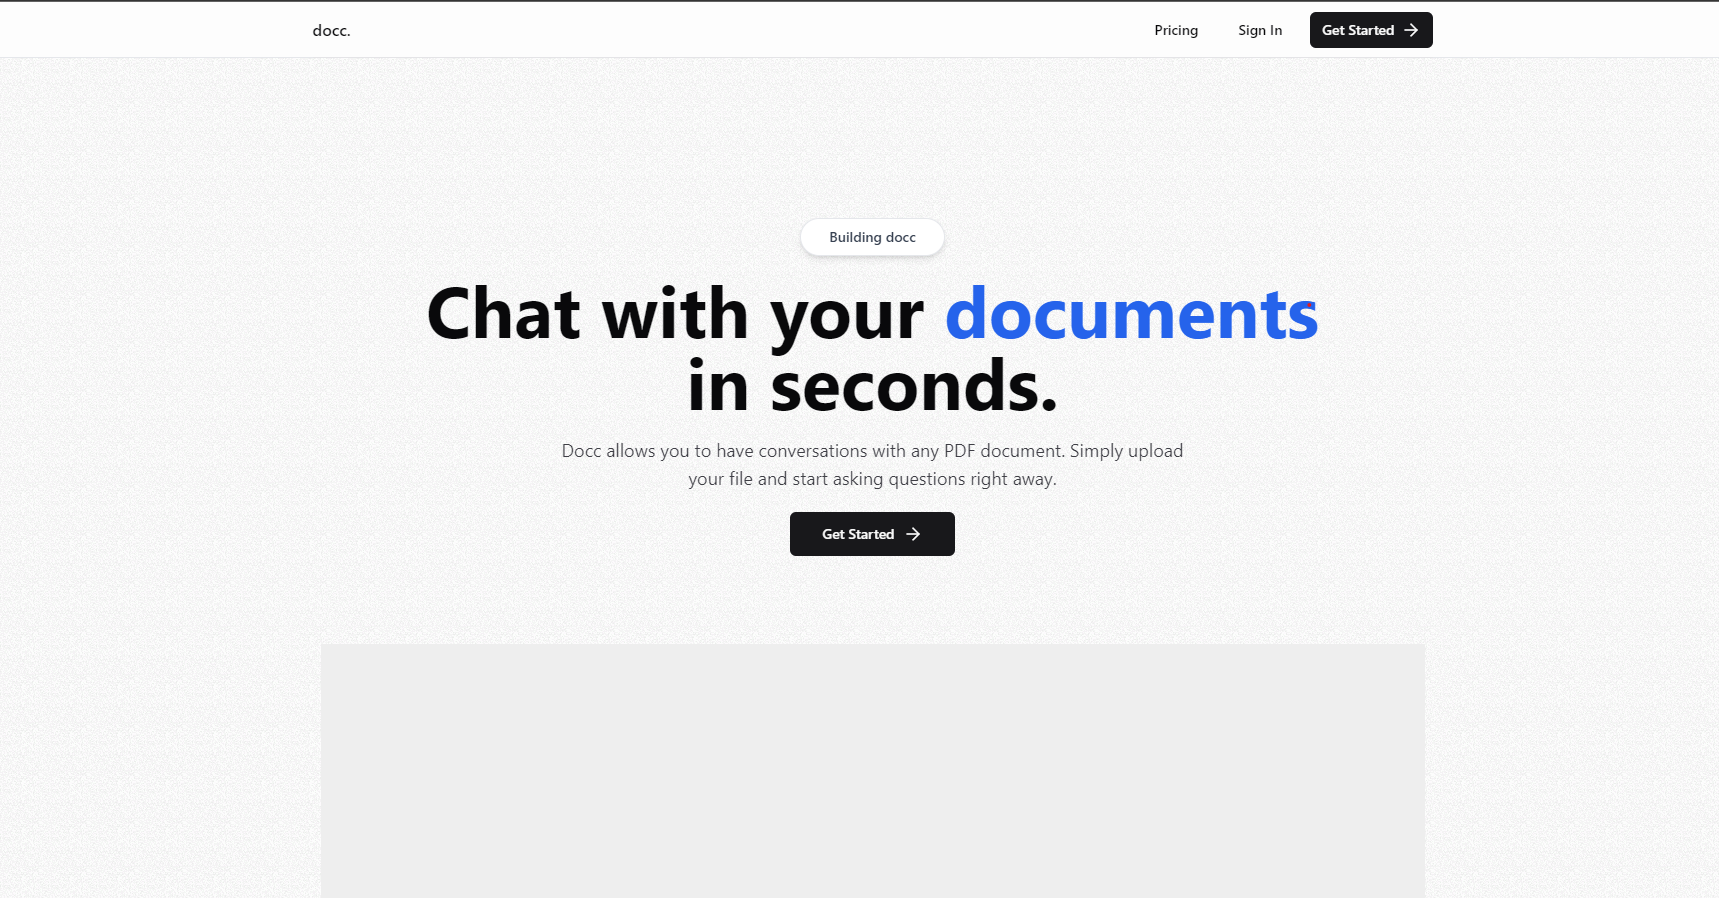 docc.
Pricing
Sign In
Get Started
Building docc
Chat with your documents
in seconds.
Docc allows you to have conversations with any PDF document. Simply upload
your file and start asking questions right away.
Get Started